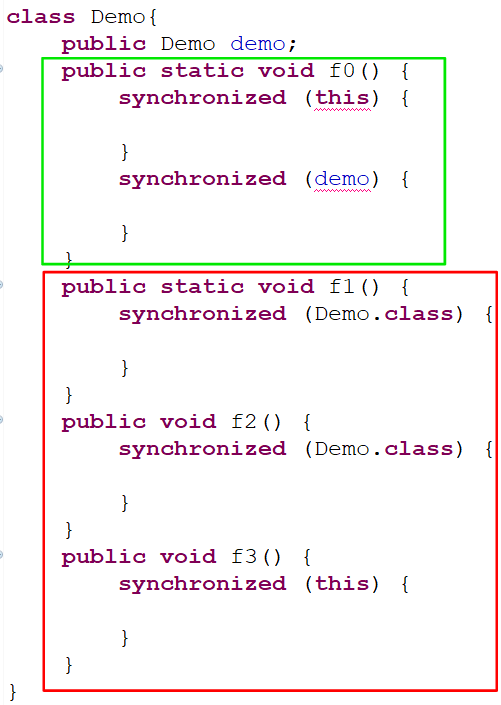 class Demo{
    public Demo demo;
    public static void f0() {
        synchronized (this) {

        }
        synchronized (demo) {

        }
    }
    public static void f1() {
        synchronized (Demo.class) {

        }
    }
    public void f2() {
        synchronized (Demo.class) {

        }
    }
    public void f3() {
        synchronized (this) {

        }
    }
}